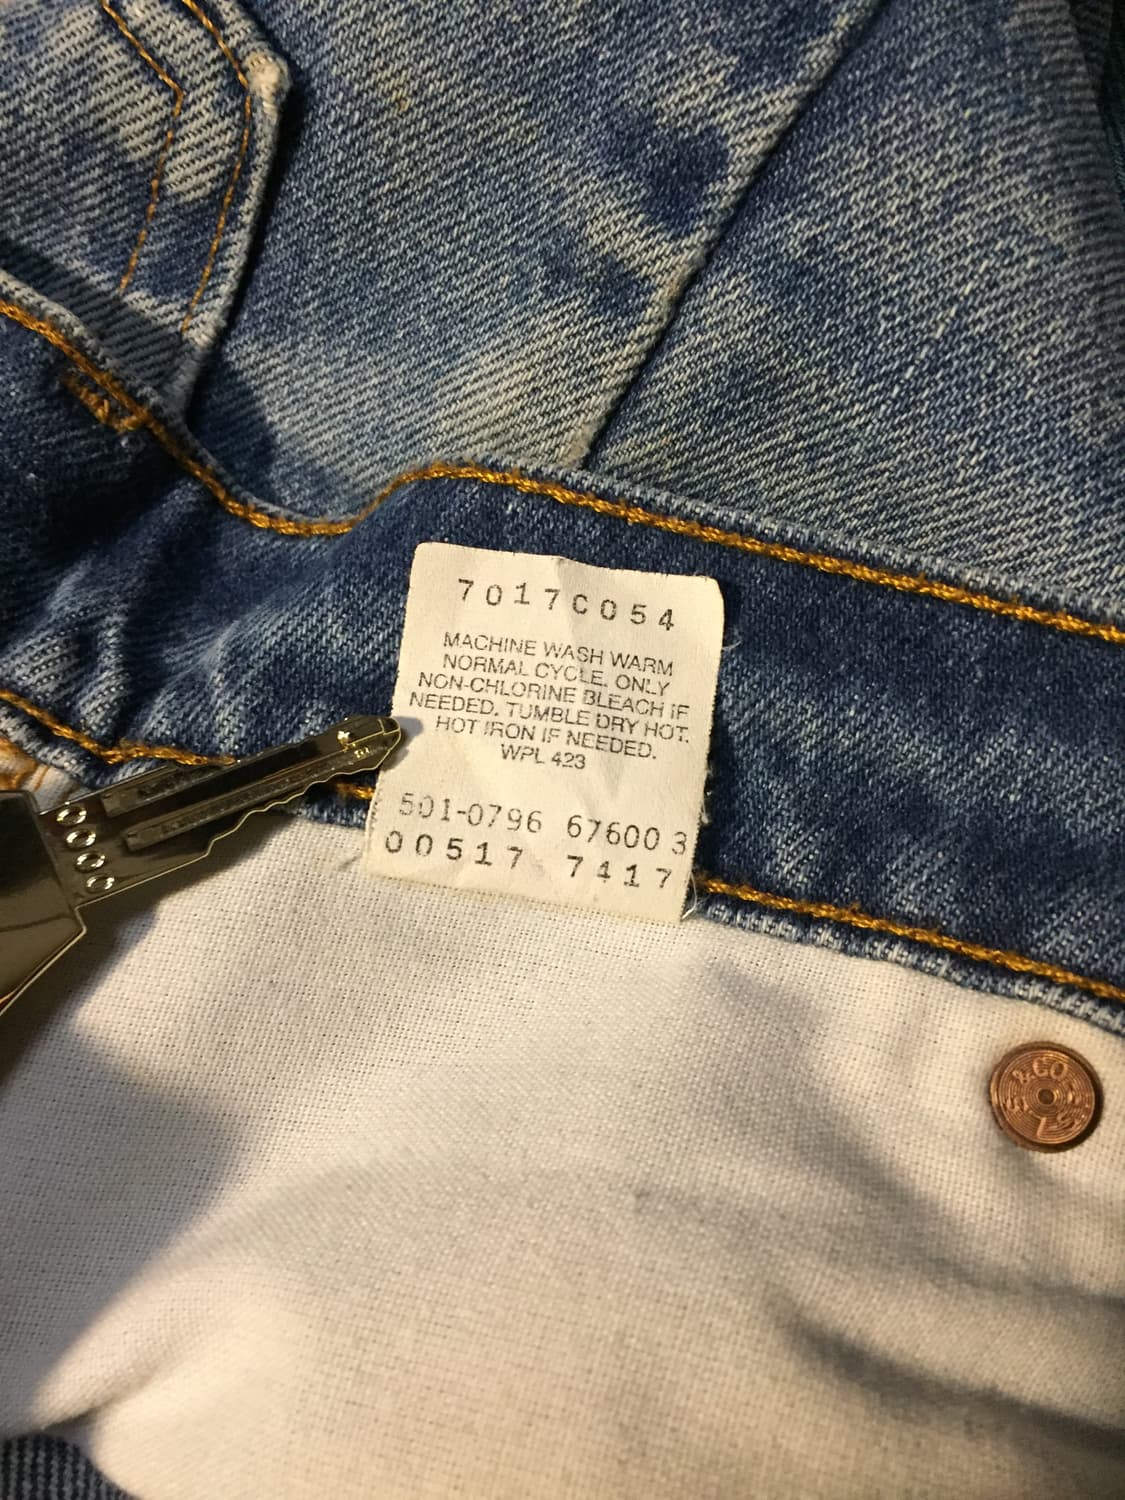 7017C054
MACHINE WASH WARM
NORMAL CYCLE. ONLY
NON-CHLORINE BLEACH IF
NEEDED. TUMBLE DRY HOT.
HOT IRON IF NEEDED.
WPL 423
501-0796 67600 3
00517 7417
& CO
L S